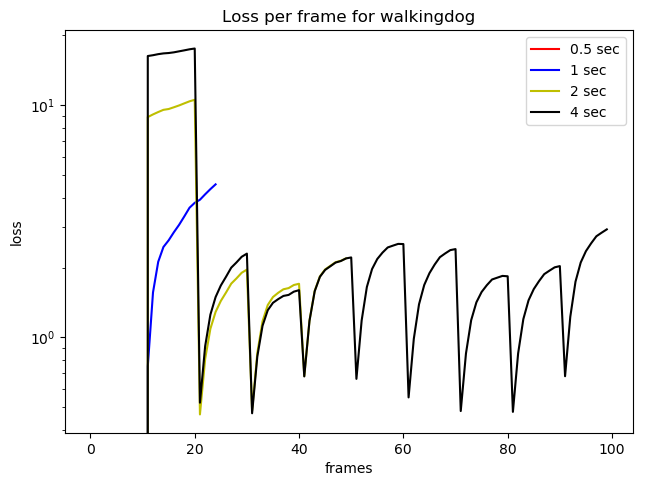 Loss per frame for walkingdog
0.5 sec
1 sec
2 sec
4 sec
10¹
10⁰
loss
0 20 40 60 80 100
frames